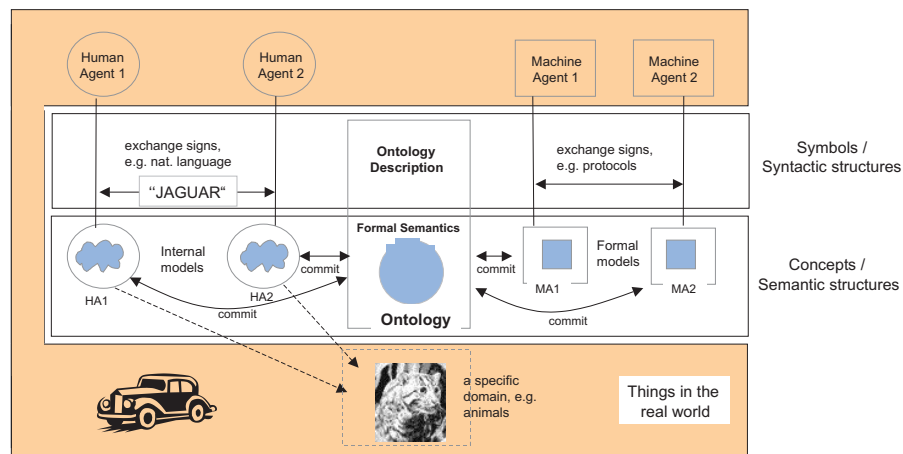 Human
Agent 1
Human
Agent 2
Machine
Agent 1
Machine
Agent 2
exchange signs,
e.g. nat. language
“JAGUAR“
Ontology
Description
exchange signs,
e.g. protocols
Symbols /
Syntactic structures
Formal Semantics
Internal
models
commit
commit
Formal
models
HA1
HA2
commit
Ontology
MA1
MA2
commit
Concepts /
Semantic structures
a specific
domain, e.g.
animals
Things in the
real world